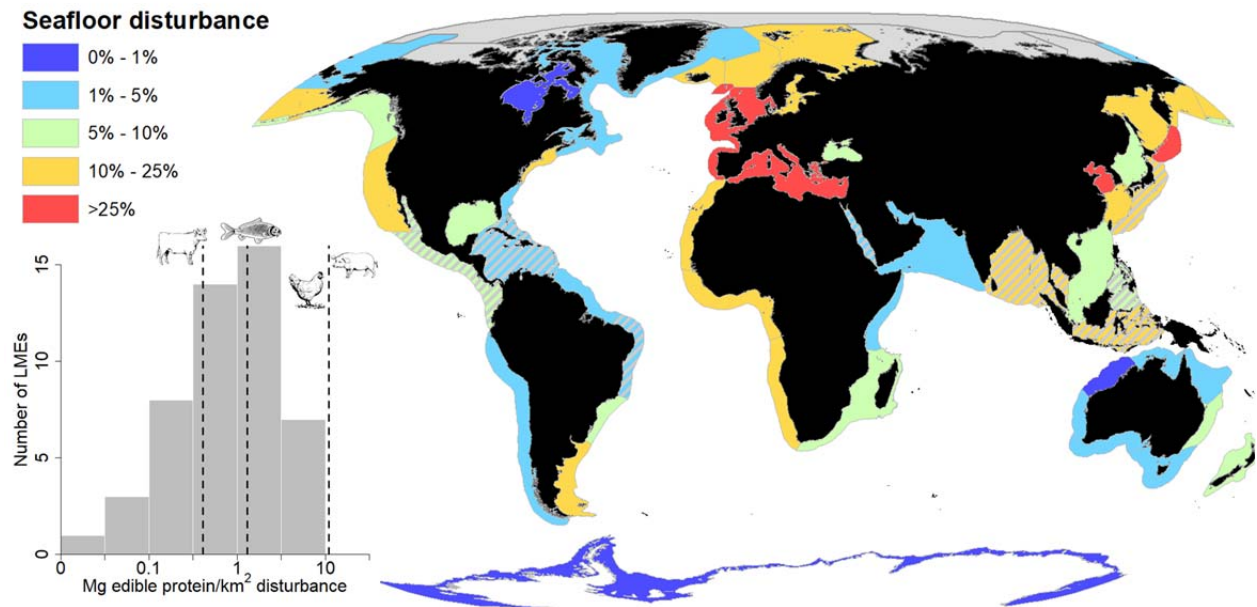 Seafloor disturbance
0% - 1%
1% - 5%
5% - 10%
10% - 25%
>25%
15
10
5
0
Number of LMEs
0
0.1
1
10
Mg edible protein/km² disturbance